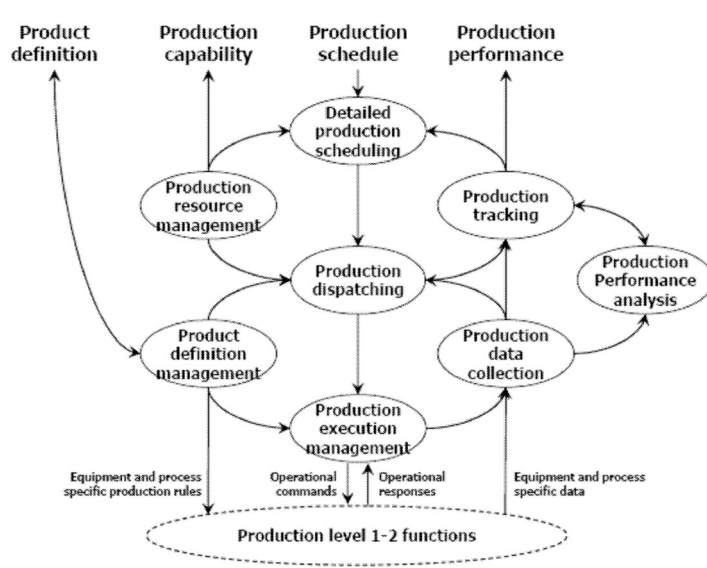 Product
definition
Production
capability
Production
schedule
Production
performance
Detailed
production
scheduling
Production
resource
management
Production
tracking
Production
dispatching
Production
Performance
analysis
Product
definition
management
Production
data
collection
Production
execution
management
Equipment and process
specific production rules
Operational
commands
Operational
responses
Equipment and process
specific data
Production level 1-2 functions